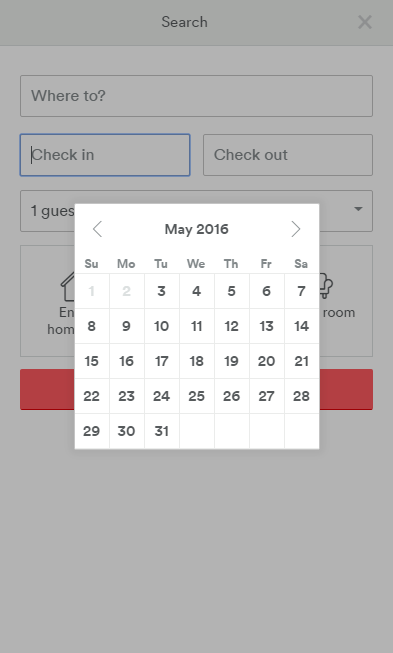 Search
Where to?
Check in
Check out
1
May 2016
Su Mo Tu We Th Fr Sa
1 2 3 4 5 6 7
room
8 9 10 11 12 13 14
15 16 17 18 19 20 21
22 23 24 25 26 27 28
29 30 31